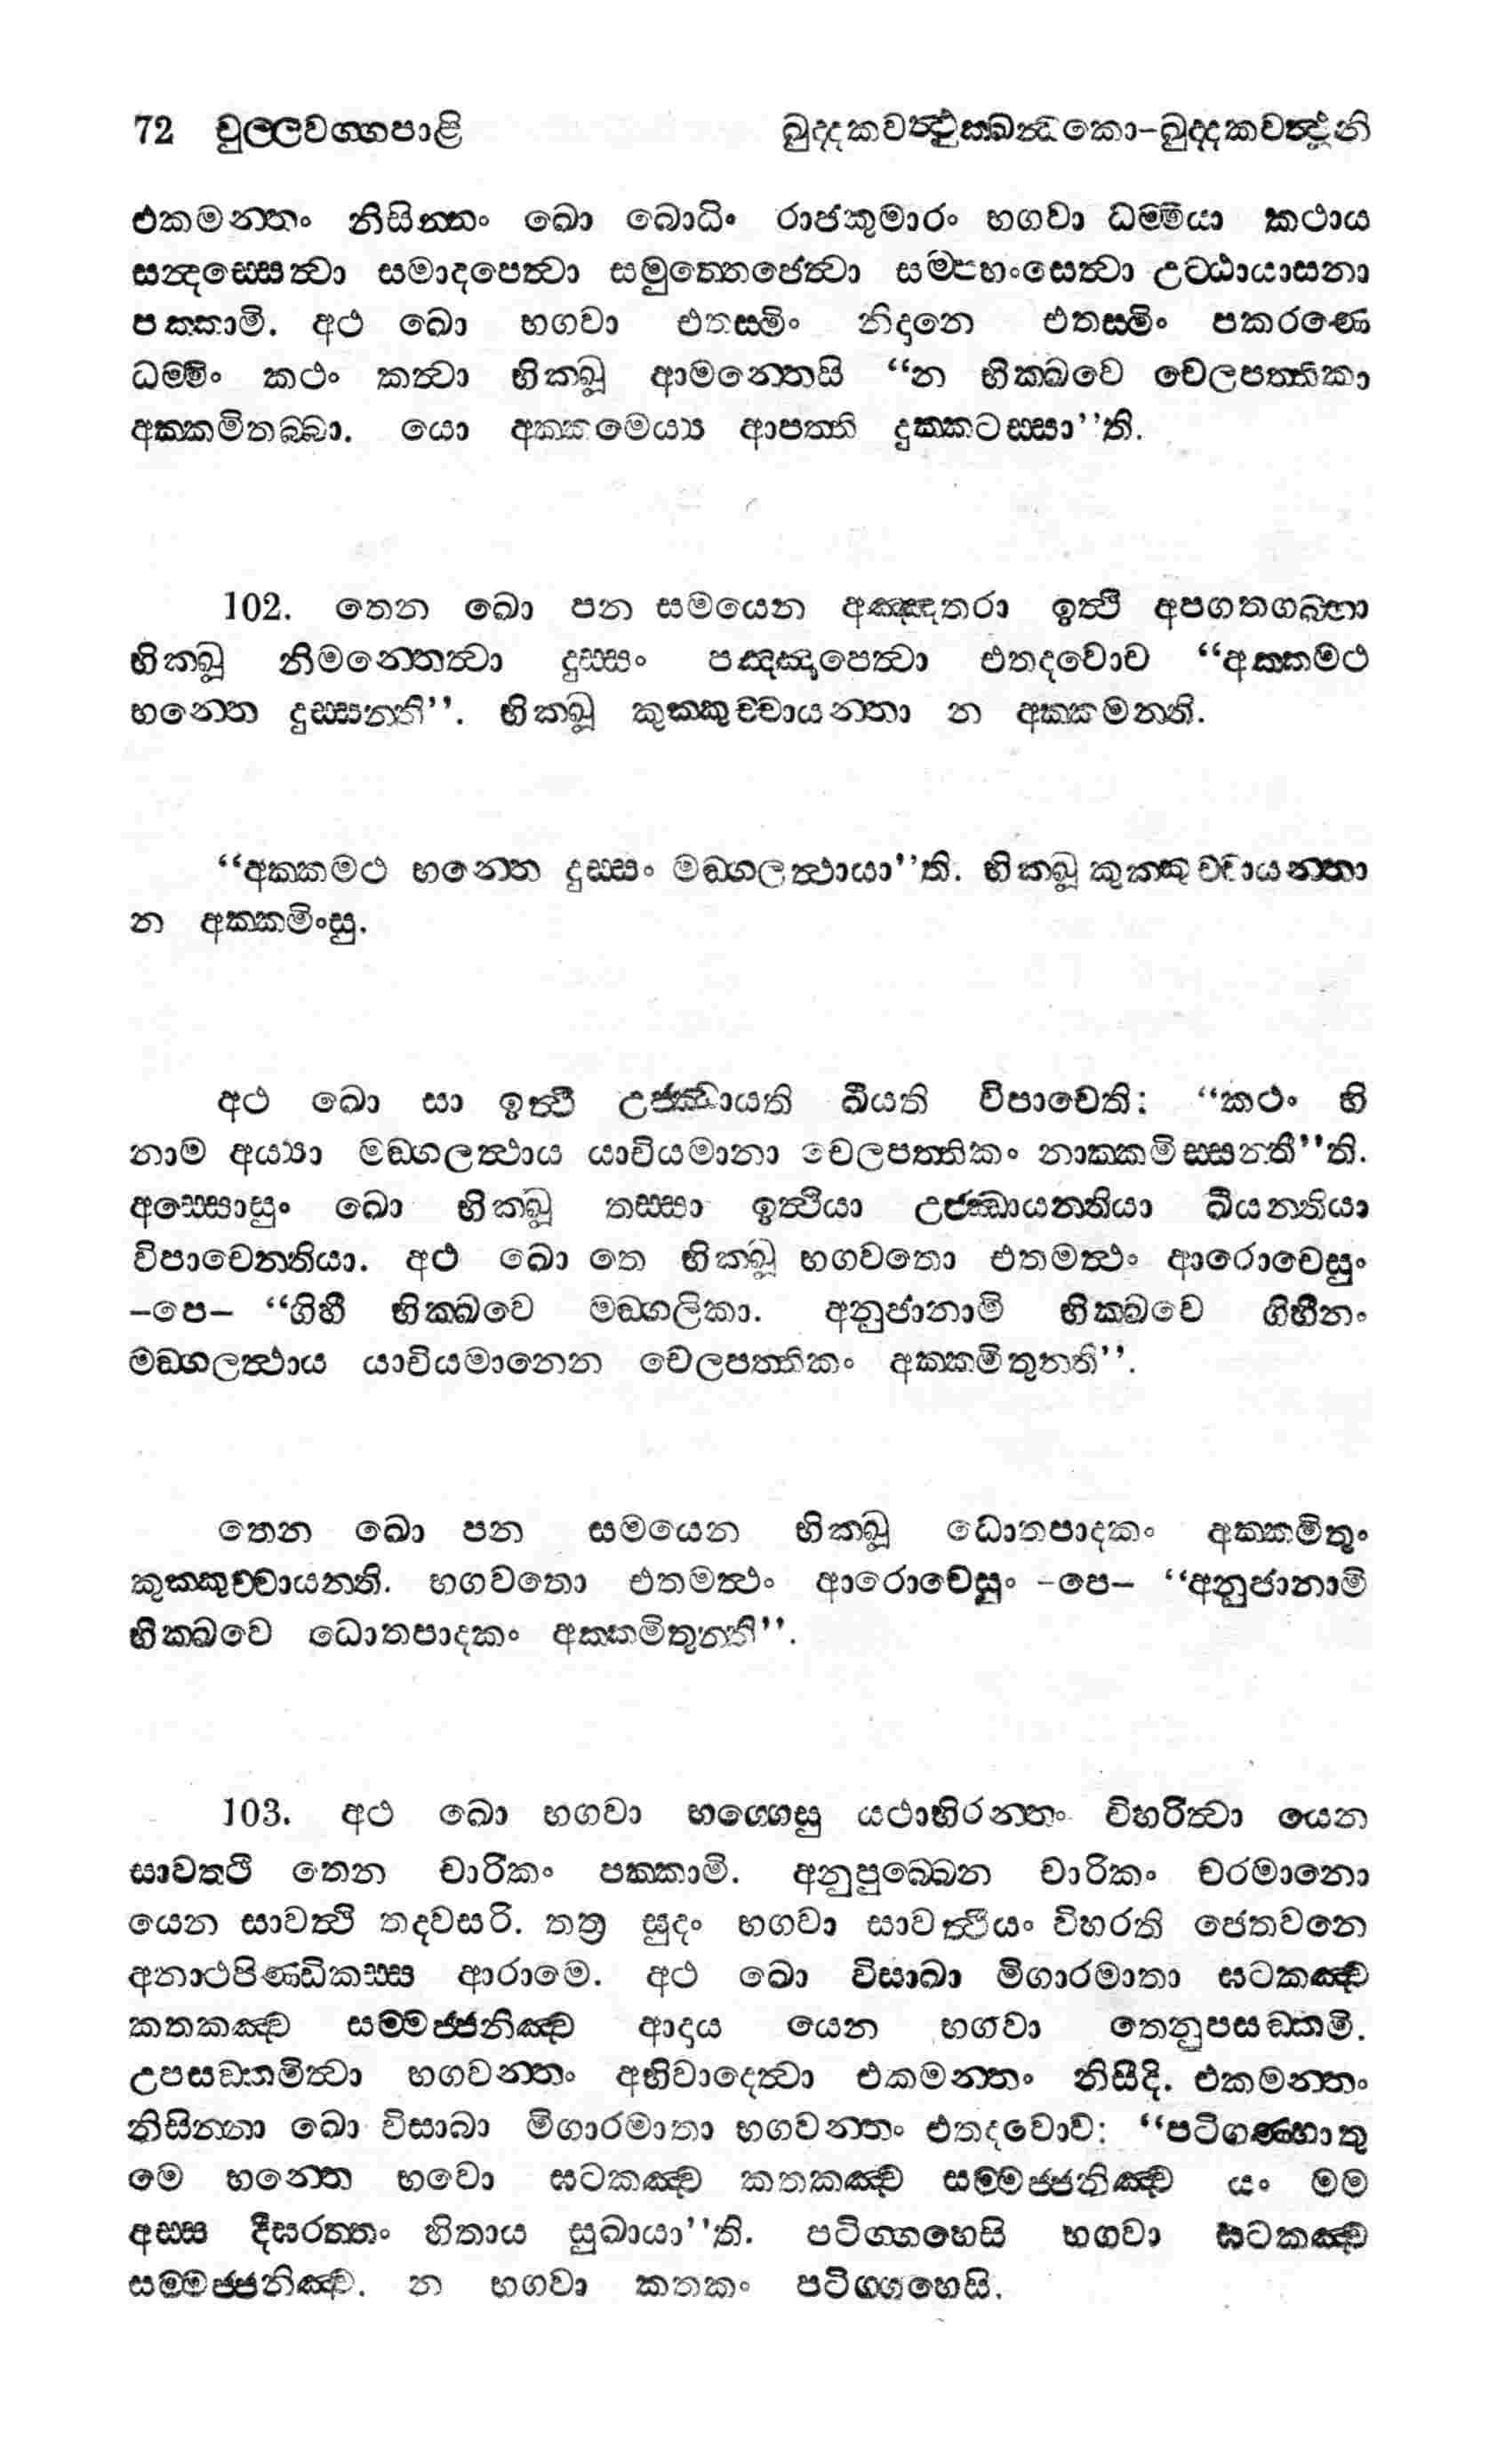 72 චුල්ලවග්ගපාළි ඛුද්දකවත්ථුක්ඛන්ධකො-ඛුද්දකවත්ථූනි
එකමන්තං නිසින්නං ඛො බොධිං රාජකුමාරං භගවා ධම්මියා කථාය
සන්දස්සෙත්වා සමාදපෙත්වා සමුත්තෙජෙත්වා සම්පහංසෙත්වා උට්ඨායාසනා
පක්කාමි. අථ ඛො භගවා එතස්මිං නිදානෙ එතස්මිං පකරණෙ
ධම්මිං කථං කත්වා භික්ඛූ ආමන්තෙසි “න භික්ඛවෙ චෙලපත්තිකා
අක්කමිතබ්බා. යො අක්කමෙය්‍ය ආපත්ති දුක්කටස්සා’’ති.
102. තෙන ඛො පන සමයෙන අඤ්ඤතරා ඉත්ථි අපගතගබ්භා
භික්ඛූ නිමන්තෙත්වා දුස්සං පඤ්ඤපෙත්වා එතදවොච “අක්කමථ
භන්තෙ දුස්සන්ති’’. භික්ඛූ කුක්කුච්චායන්තා න අක්කමන්ති.
“අක්කමථ භන්තෙ දුස්සං මඞ්ගලත්ථායා’’ති. භික්ඛූ කුක්කුච්චායන්තා
න අක්කමිංසු.
අථ ඛො සා ඉත්ථි උජ්ඣායති ඛීයති විපාචෙති: “කථං හි
නාම අය්‍යා මඞ්ගලත්ථාය යාචියමානා චෙලපත්තිකං නාක්කමිස්සන්තී’’ති.
අස්සොසුං ඛො භික්ඛූ තස්සා ඉත්ථියා උජ්ඣායන්තියා ඛීයන්තියා
විපාචෙන්තියා. අථ ඛො තෙ භික්ඛූ භගවතො එතමත්ථං ආරොචෙසුං
–පෙ– “ගිහී භික්ඛවෙ මඞ්ගලිකා. අනුජානාමි භික්ඛවෙ ගිහීනං
මඞ්ගලත්ථාය යාචියමානෙන චෙලපත්තිකං අක්කමිතුන්ති’’.
තෙන ඛො පන සමයෙන භික්ඛූ ධොතපාදකං අක්කමිතුං
කුක්කුච්චායන්ති. භගවතො එතමත්ථං ආරොචෙසුං –පෙ– “අනුජානාමි
භික්ඛවෙ ධොතපාදකං අක්කමිතුන්ති’’.
103. අථ ඛො භගවා භග්ගෙසු යථාභිරන්තං විහරිත්වා යෙන
සාවත්ථි තෙන චාරිකං පක්කාමි. අනුපුබ්බෙන චාරිකං චරමානො
යෙන සාවත්ථි තදවසරි. තත්‍ර සුදං භගවා සාවත්ථියං විහරති ජෙතවනෙ
අනාථපිණ්ඩිකස්ස ආරාමෙ. අථ ඛො විසාඛා මිගාරමාතා ඝටකඤ්ච
කතකඤ්ච සම්මජ්ජනිඤ්ච ආදාය යෙන භගවා තෙනුපසඞ්කමි.
උපසඞ්කමිත්වා භගවන්තං අභිවාදෙත්වා එකමන්තං නිසීදි. එකමන්තං
නිසින්නා ඛො විසාඛා මිගාරමාතා භගවන්තං එතදවොච: “පටිගණ්හාතු
මෙ භන්තෙ භවො ඝටකඤ්ච කතකඤ්ච සම්මජ්ජනිඤ්ච යං මම
අස්ස දීඝරත්තං හිතාය සුඛායා’’ති. පටිග්ගහෙසි භගවා ඝටකඤ්ච
සම්මජ්ජනිඤ්ච. න භගවා කතකං පටිග්ගහෙසි.